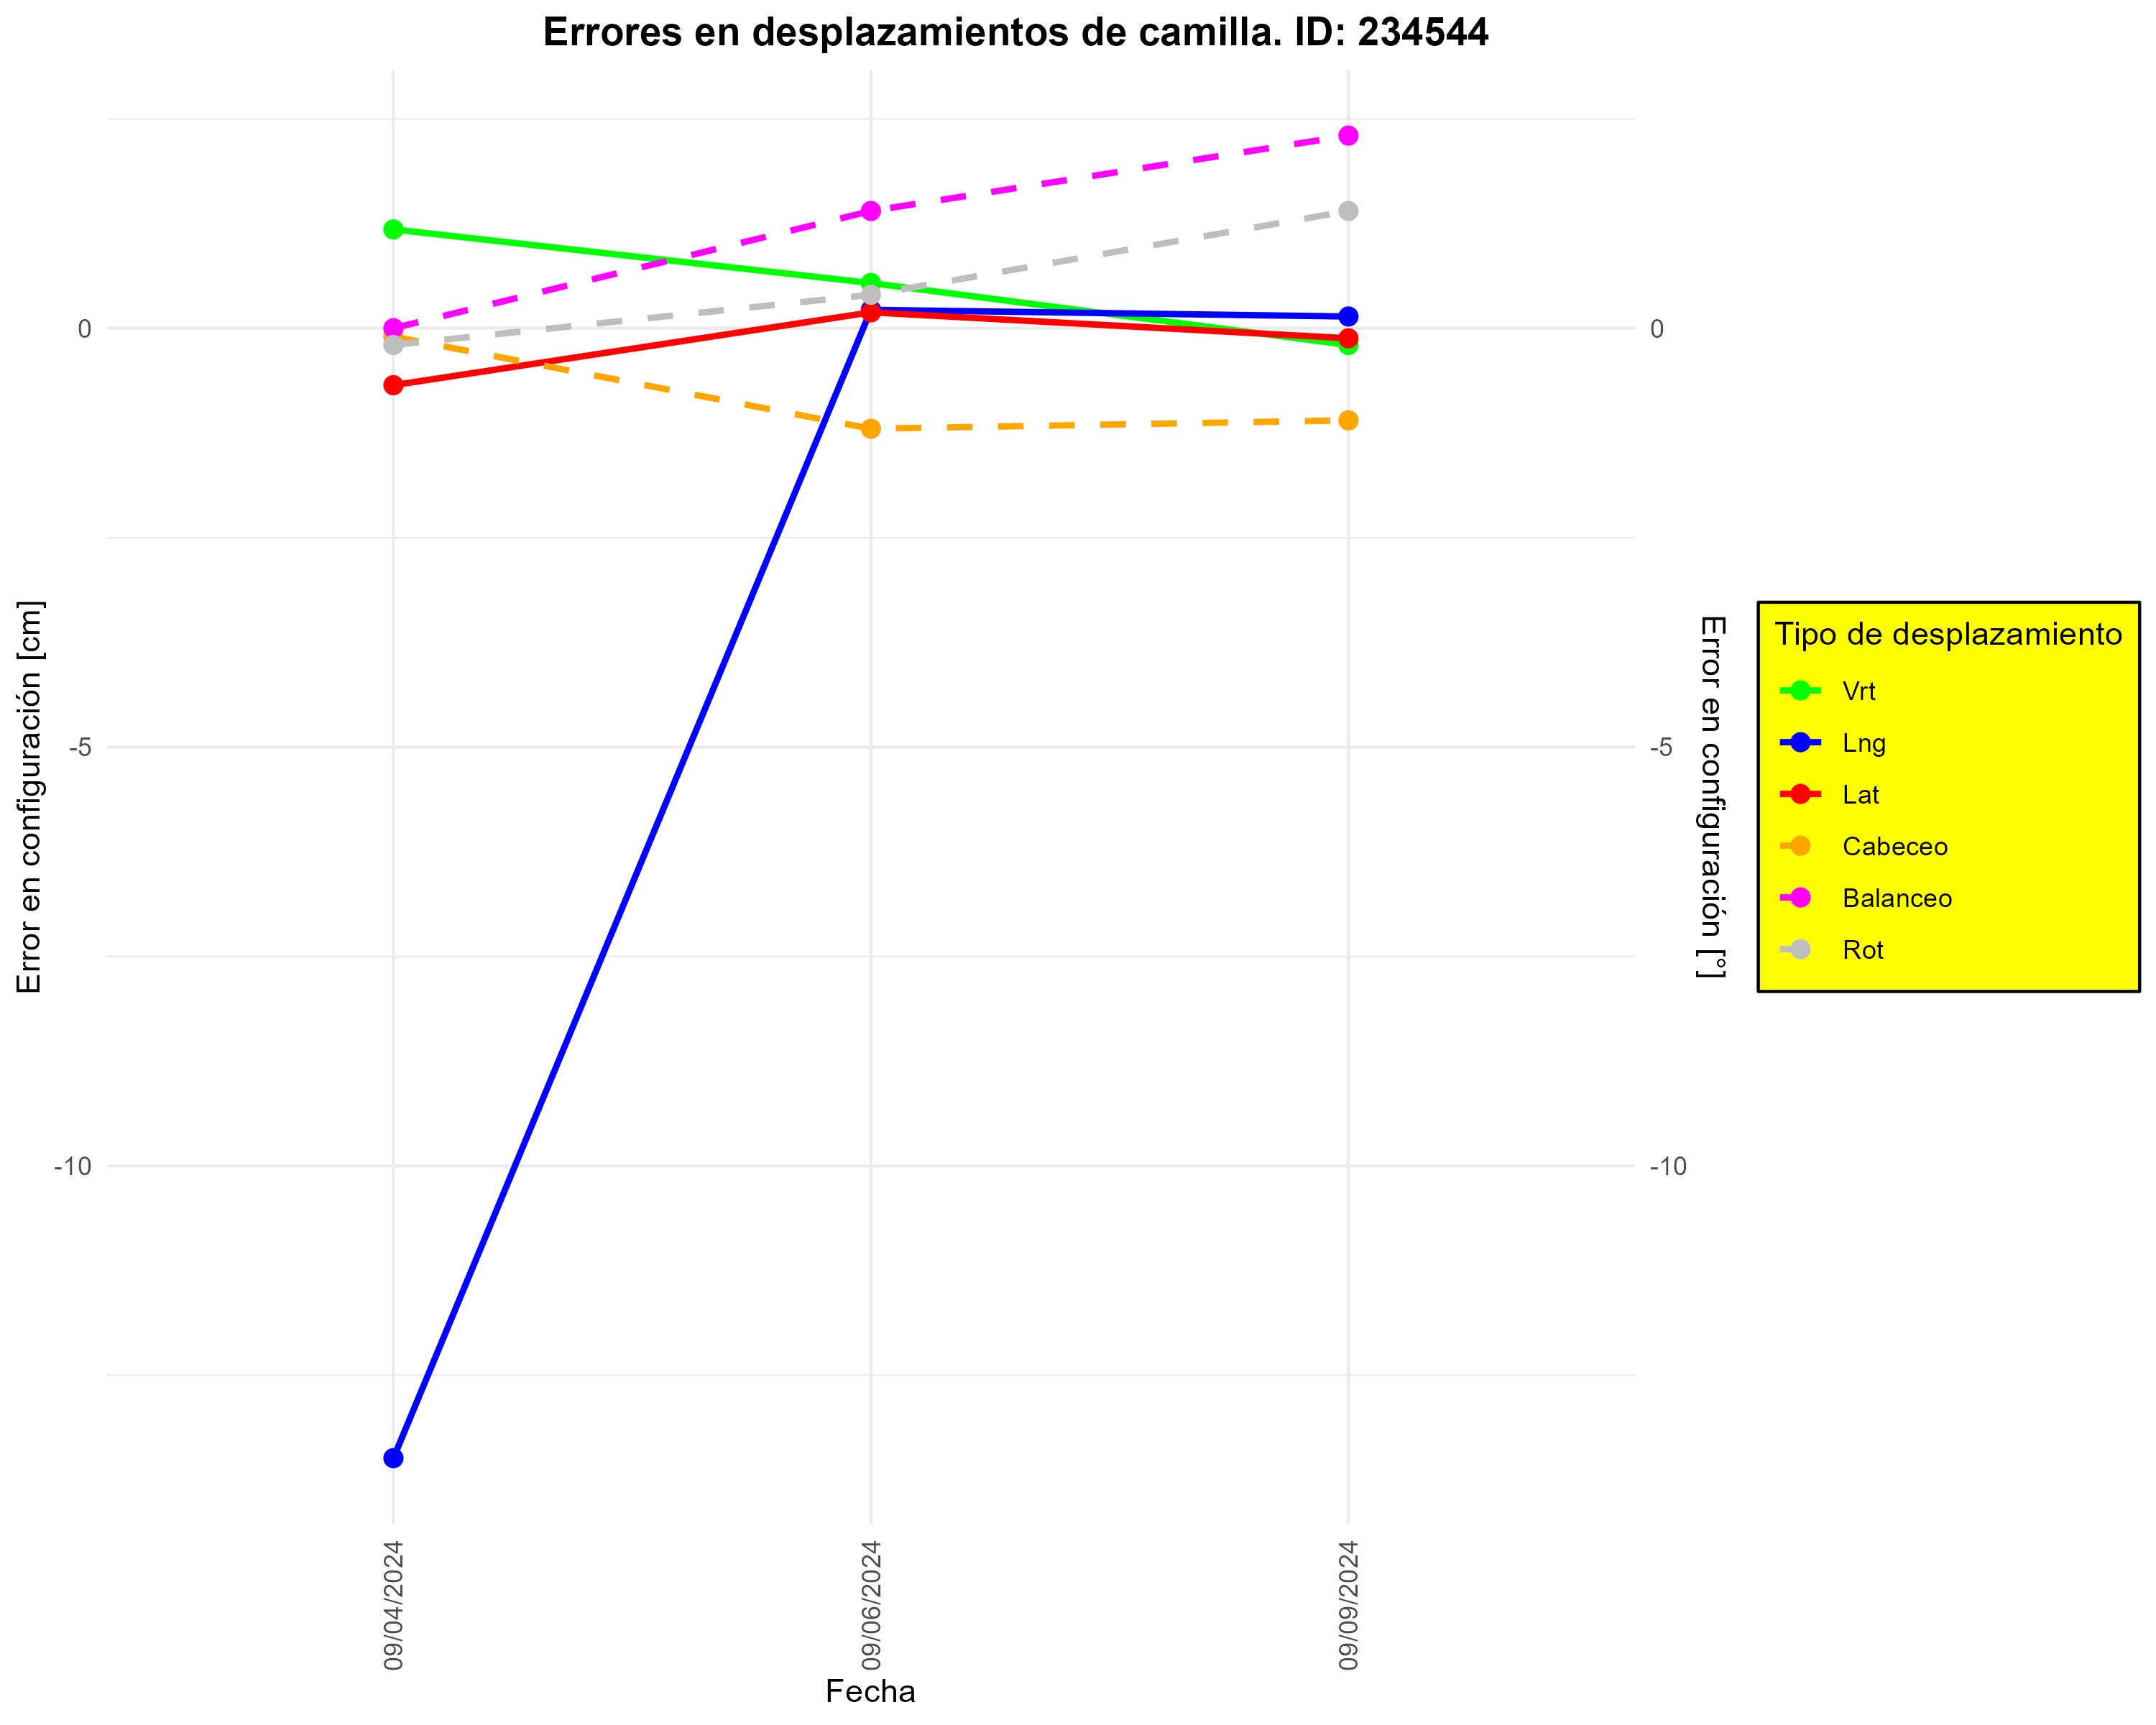 Errores en desplazamientos de camilla. ID: 234544
0
-5
-10
Error en configuración [cm]
0
-5
-10
Error en configuración [°]
09/04/2024
09/06/2024
09/09/2024
Fecha
Tipo de desplazamiento
Vrt
Lng
Lat
Cabeceo
Balanceo
Rot